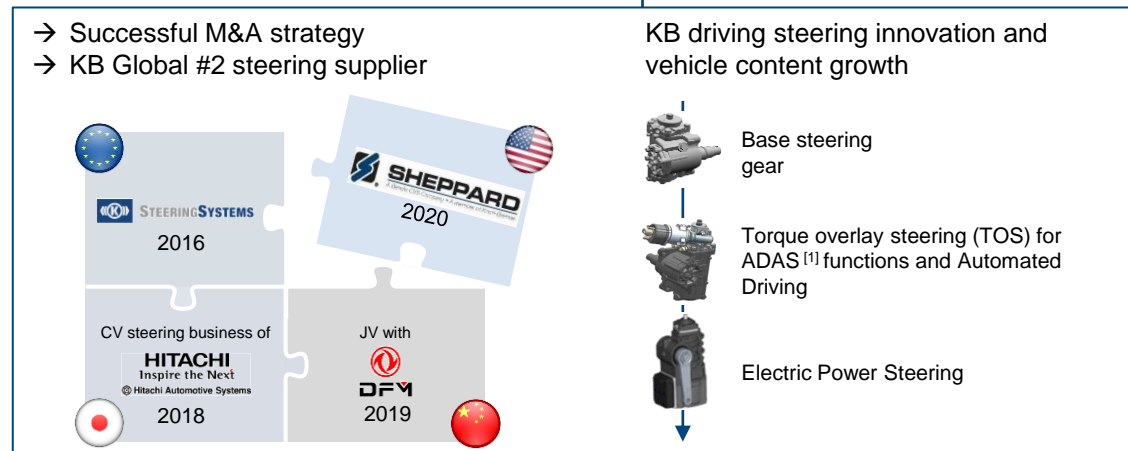 → Successful M&A strategy
→ KB Global #2 steering supplier
STEERINGSYSTEMS
2016
SHEPPARD
2020
CV steering business of
HITACHI
Inspire the Next
Hitachi Automotive Systems
2018
JV with
DFM
2019
KB driving steering innovation and
vehicle content growth
Base steering
gear
Torque overlay steering (TOS) for
ADAS [1] functions and Automated
Driving
Electric Power Steering